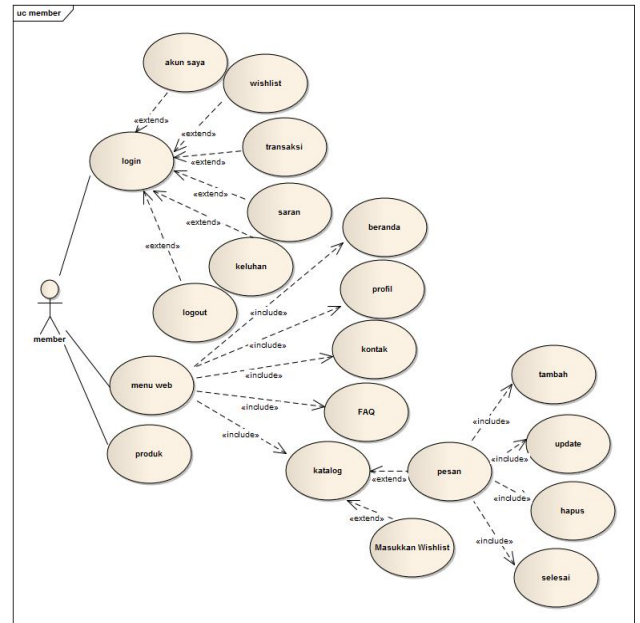 uc member
akun saya
wishlist
«extend»
«extend»
transaksi
login
«extend»
«extend»
saran
«extend»
beranda
«extend»
keluhan
profil
logout
«include»
member
«include»
kontak
«include»
tambah
menu web
«include»
FAQ
«include»
«include»
update
produk
katalog
pesan
«include»
«extend»
«include»
hapus
«extend»
«include»
Masukkan Wishlist
selesai